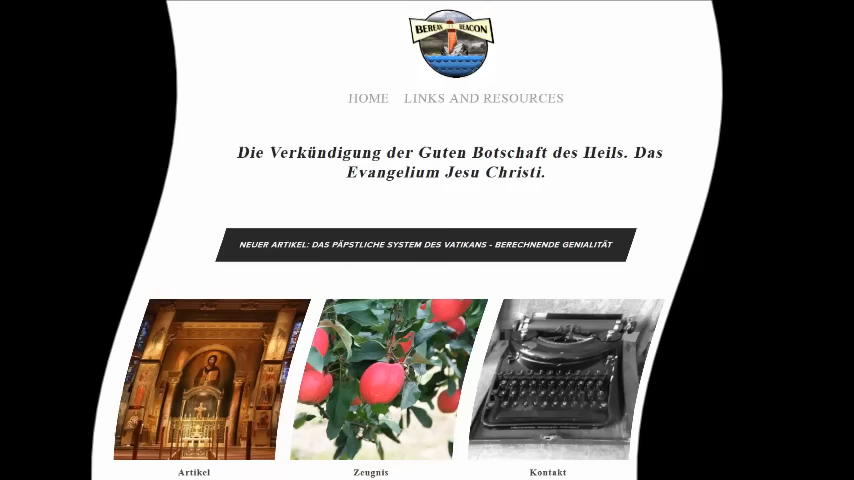 BEREAN BEACON
HOME LINKS AND RESOURCES
Die Verkündigung der Guten Botschaft des Heils. Das
Evangelium Jesu Christi.
NEUER ARTIKEL: DAS PÄPSTLICHE SYSTEM DES VATIKANS - BERECHNENDE GENIALITÄT
Artikel Zeugnis Kontakt